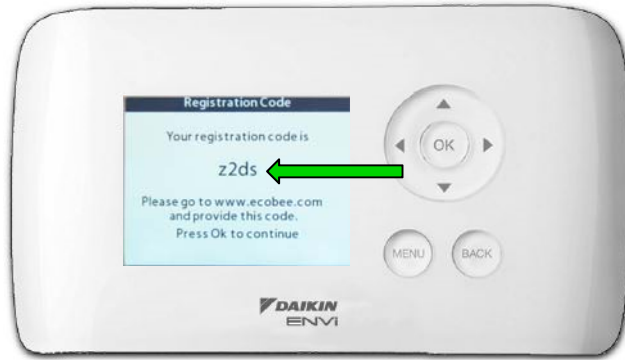 Registration Code
Your registration code is
z2ds
Please go to www.ecobee.com
and provide this code.
Press Ok to continue
OK
MENU
BACK
DAIKIN
ENVi